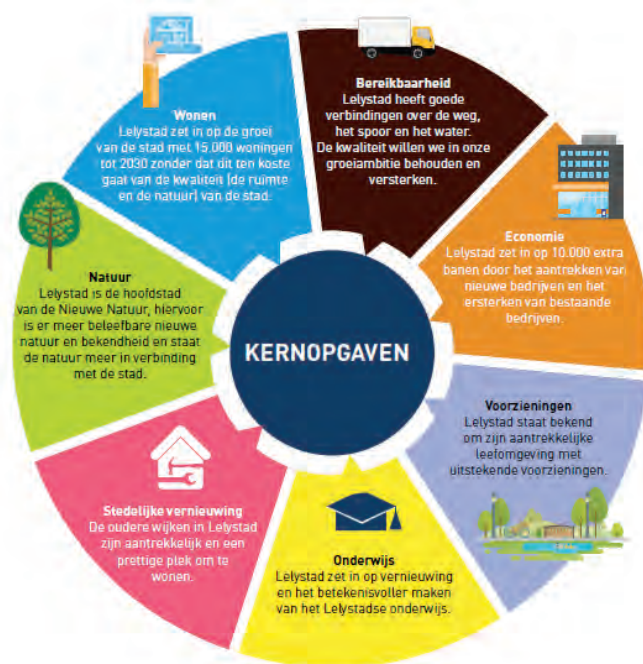 Bereikbaarheid
Lelystad heeft goede
verbindingen over de weg,
het spoor en het water.
De kwaliteit willen we in onze
groeiambitie behouden en
versterken.
Economie
Lelystad zet in op 10.000 extra
banen door het aantrekken van
nieuwe bedrijven en het
ersterken van bestaande
bedrijven.
Voorzieningen
Lelystad staat bekend
om zijn aantrekkelijke
leefomgeving met
uitstekende voorzieningen.
Onderwijs
Lelystad zet in op vernieuwing
en het betekenisvoller maken
van het Lelystadse onderwijs.
Stedelijke vernieuwing
De oudere wijken in Lelystad
zijn aantrekkelijk en een
prettige plek om te
wonen.
Natuur
Lelystad is de hoofdstad
van de Nieuwe Natuur, hiervoor
is er meer beleefbare nieuwe
natuur en bekendheid en staat
de natuur meer in verbinding
met de stad.
Wonen
Lelystad zet in op de groei
van de stad met 15.000 woningen
tot 2030 zonder dat dit ten koste
gaat van de kwaliteit (de ruimte
en de natuur) van de stad.
KERNOPGAVEN